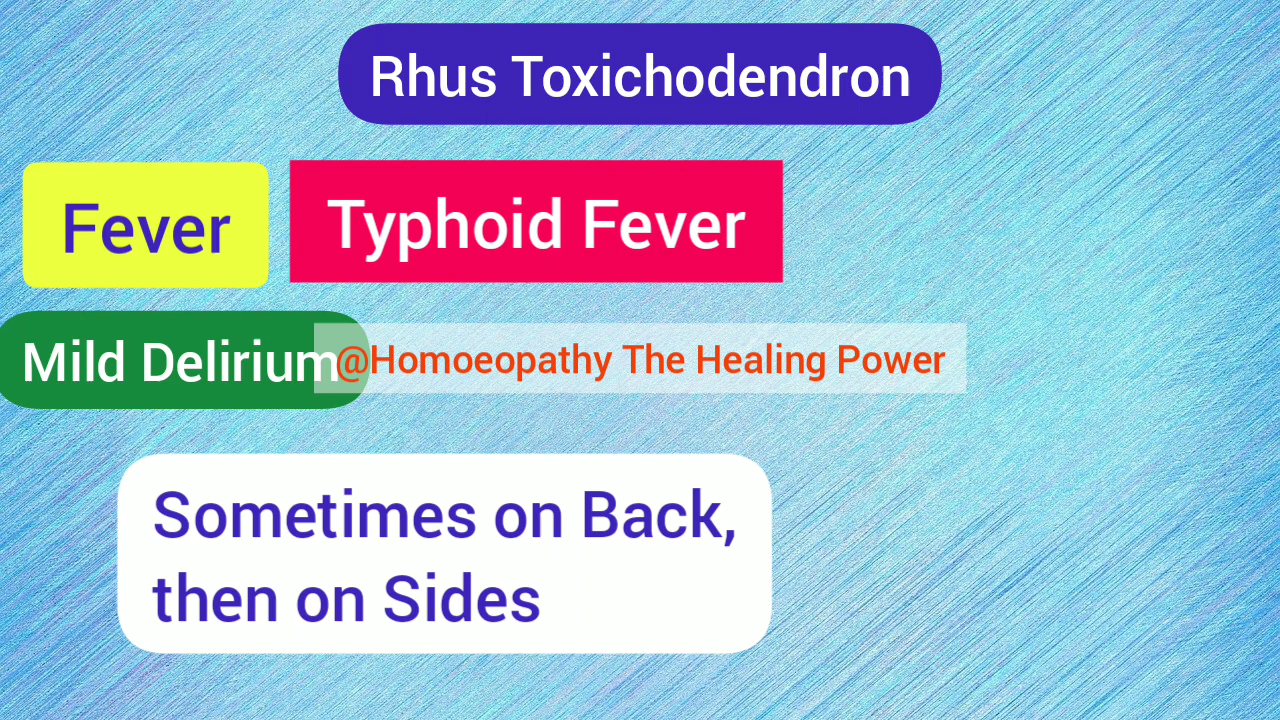 Rhus Toxichodendron
Fever
Typhoid Fever
Mild Delirium
@Homoeopathy The Healing Power
Sometimes on Back,
then on Sides